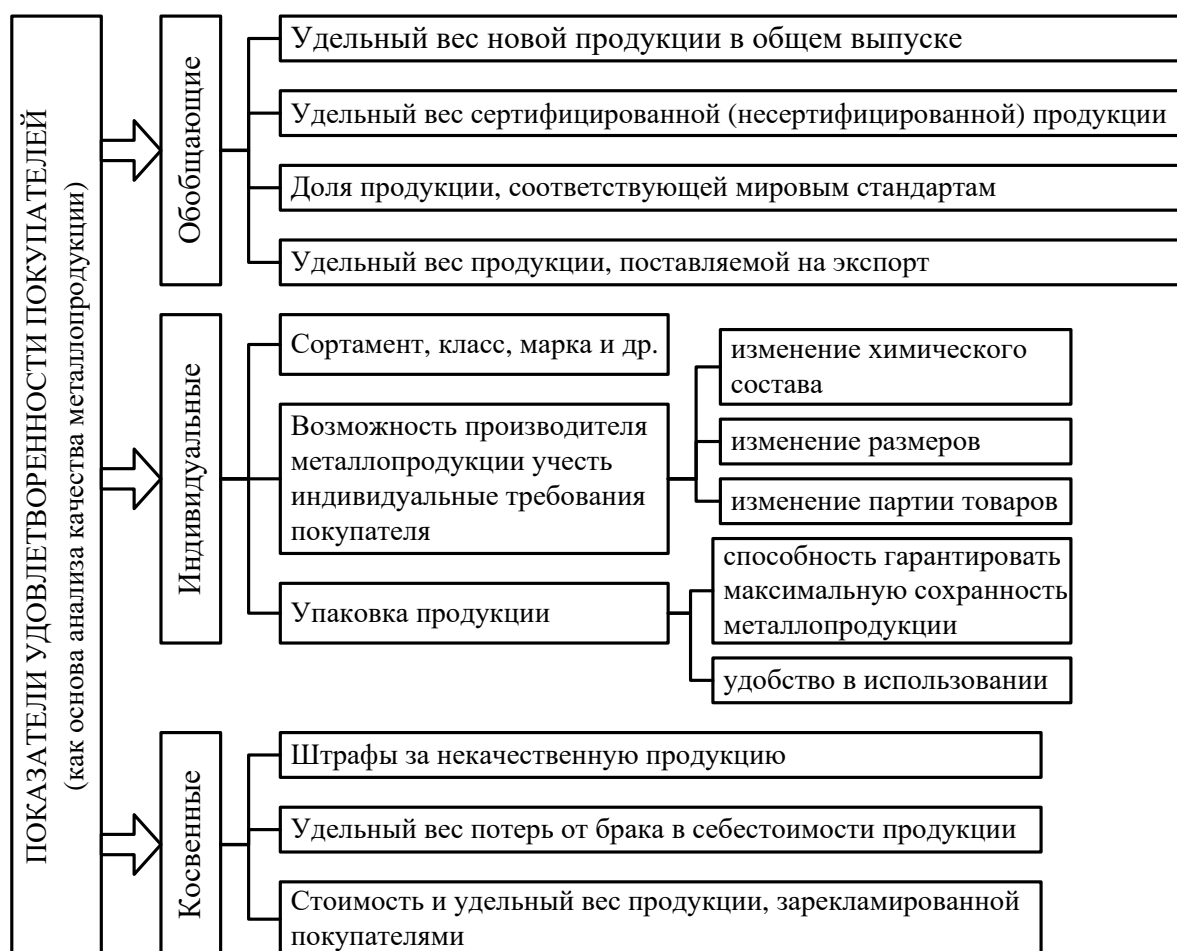 ПОКАЗАТЕЛИ УДОВЛЕТВОРЕННОСТИ ПОКУПАТЕЛЕЙ
(как основа анализа качества металлопродукции)
Обобщающие
Удельный вес новой продукции в общем выпуске
Удельный вес сертифицированной (несертифицированной) продукции
Доля продукции, соответствующей мировым стандартам
Удельный вес продукции, поставляемой на экспорт
Индивидуальные
Сортамент, класс, марка и др.
Возможность производителя
металлопродукции учесть
индивидуальные требования
покупателя
изменение химического
состава
изменение размеров
изменение партии товаров
Упаковка продукции
способность гарантировать
максимальную сохранность
металлопродукции
удобство в использовании
Косвенные
Штрафы за некачественную продукцию
Удельный вес потерь от брака в себестоимости продукции
Стоимость и удельный вес продукции, зарекламированной
покупателями